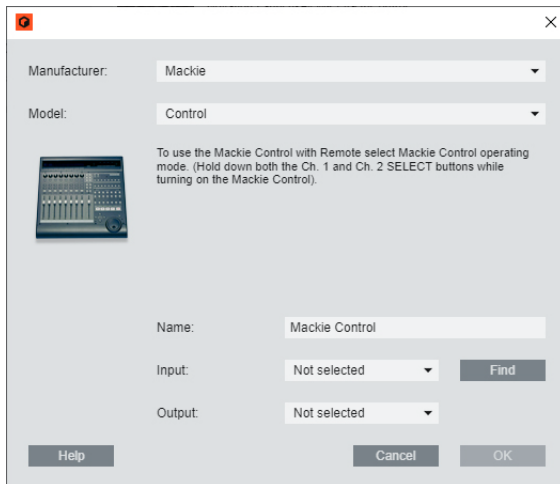 Manufacturer: Mackie
Model: Control
To use the Mackie Control with Remote select Mackie Control operating
mode. (Hold down both the Ch. 1 and Ch. 2 SELECT buttons while
turning on the Mackie Control).
Name: Mackie Control
Input: Not selected Find
Output: Not selected
Help Cancel OK